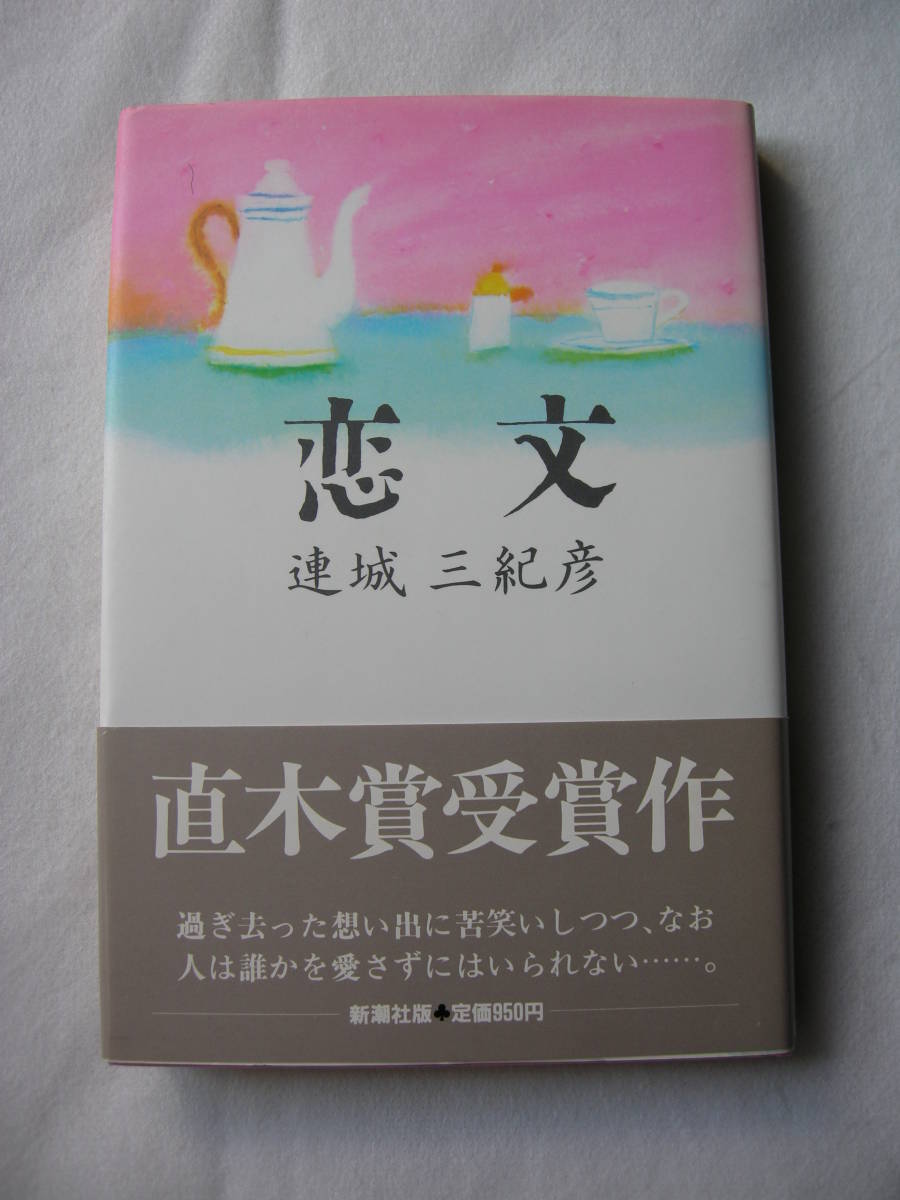 恋文
連城 三紀彦
直木賞受賞作
過ぎ去った想い出に苦笑いしつつ、なお
人は誰かを愛さずにはいられない……。
新潮社版♣定価950円